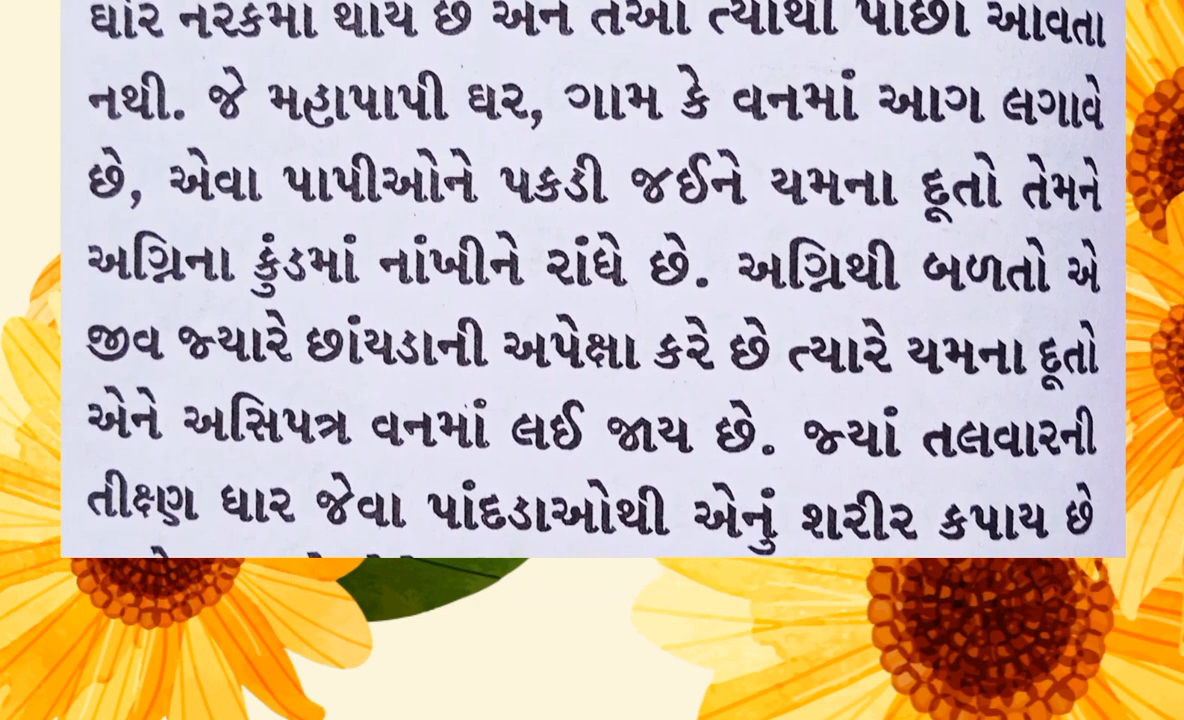 ઘોર નરકમાં થાય છે અને તેઓ ત્યાંથી પાછા આવતા
નથી. જે મહાપાપી ઘર, ગામ કે વનમાં આગ લગાવે
છે, એવા પાપીઓને પકડી જઈને યમના દૂતો તેમને
અગ્નિના કુંડમાં નાંખીને રાંધે છે. અગ્નિથી બળતો એ
જીવ જ્યારે છાંયડાની અપેક્ષા કરે છે ત્યારે યમના દૂતો
એને અસિપત્ર વનમાં લઈ જાય છે. જ્યાં તલવારની
તીક્ષ્ણ ધાર જેવા પાંદડાઓથી એનું શરીર કપાય છે